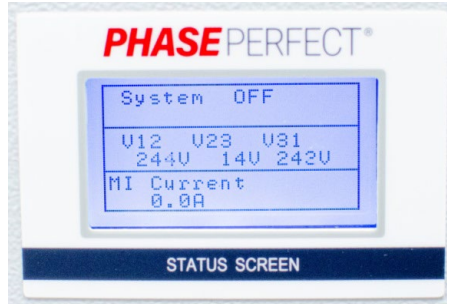 PHASEPERFECT®
System OFF
V12 V23 V31
244V 14V 242V
MI Current
0.0A
STATUS SCREEN